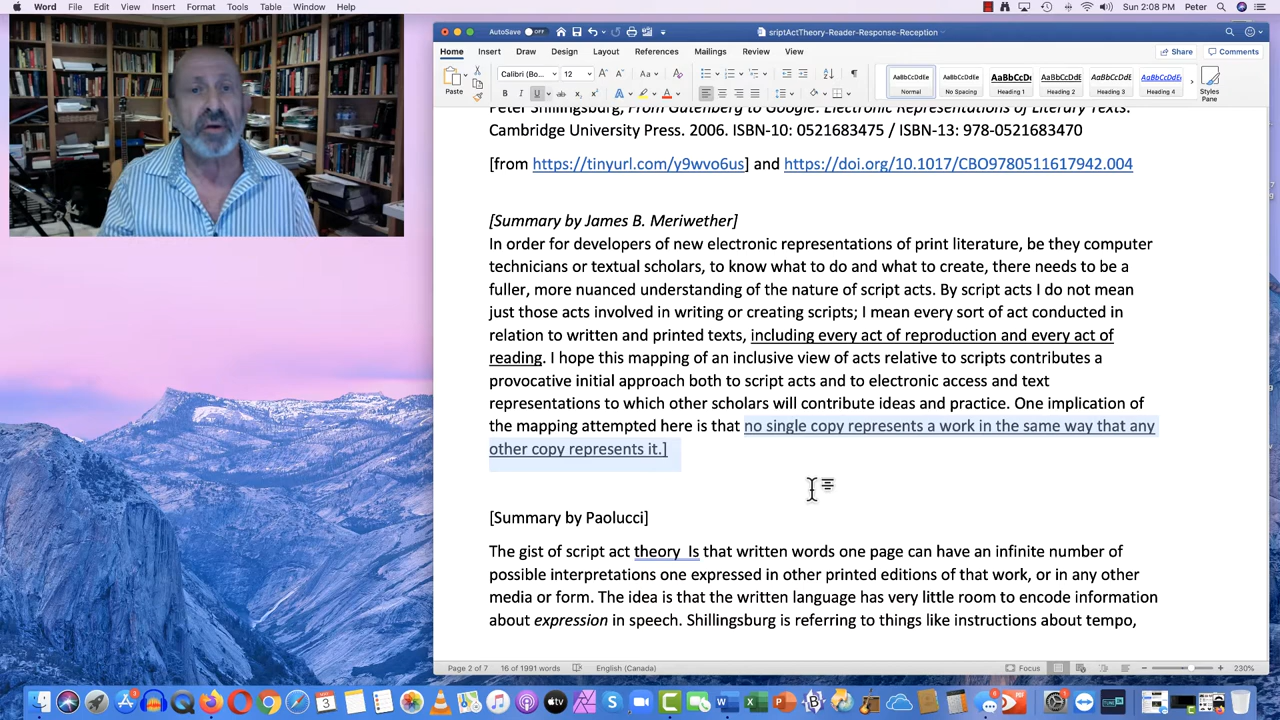 Word File Edit View Insert Format Tools Table Window Help Sun 2:08 PM Peter
AutoSave OFF sriptActTheory-Reader-Response-Reception
Home Insert Draw Design Layout References Mailings Review View Share Comments
Paste Calibri (Bo... 12 AaBbCcDdEe AaBbCcDdEe AaBbCcDc AaBbCcDdEe AaBbCcDdEe AaBbCcDdEe
Normal No Spacing Heading 1 Heading 2 Heading 3 Heading 4 Styles Pane
Peter Shillingsburg, From Gutenberg to Google: Electronic Representations of Literary Texts.
Cambridge University Press. 2006. ISBN-10: 0521683475 / ISBN-13: 978-0521683470
[from https://tinyurl.com/y9wvo6us] and https://doi.org/10.1017/CBO9780511617942.004
[Summary by James B. Meriwether]
In order for developers of new electronic representations of print literature, be they computer
technicians or textual scholars, to know what to do and what to create, there needs to be a
fuller, more nuanced understanding of the nature of script acts. By script acts I do not mean
just those acts involved in writing or creating scripts; I mean every sort of act conducted in
relation to written and printed texts, including every act of reproduction and every act of
reading. I hope this mapping of an inclusive view of acts relative to scripts contributes a
provocative initial approach both to script acts and to electronic access and text
representations to which other scholars will contribute ideas and practice. One implication of
the mapping attempted here is that no single copy represents a work in the same way that any
other copy represents it.]
[Summary by Paolucci]
The gist of script act theory Is that written words one page can have an infinite number of
possible interpretations one expressed in other printed editions of that work, or in any other
media or form. The idea is that the written language has very little room to encode information
about expression in speech. Shillingsburg is referring to things like instructions about tempo,
Page 2 of 7 16 of 1991 words English (Canada) Focus 230%